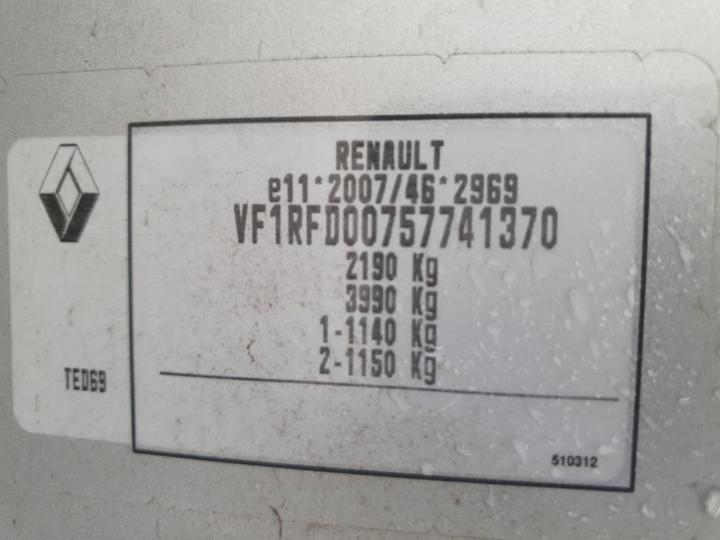 RENAULT
e11*2007/46*2969
VF1RFD00757741370
2190 Kg
3990 Kg
1-1140 Kg
2-1150 Kg
TED69
510312